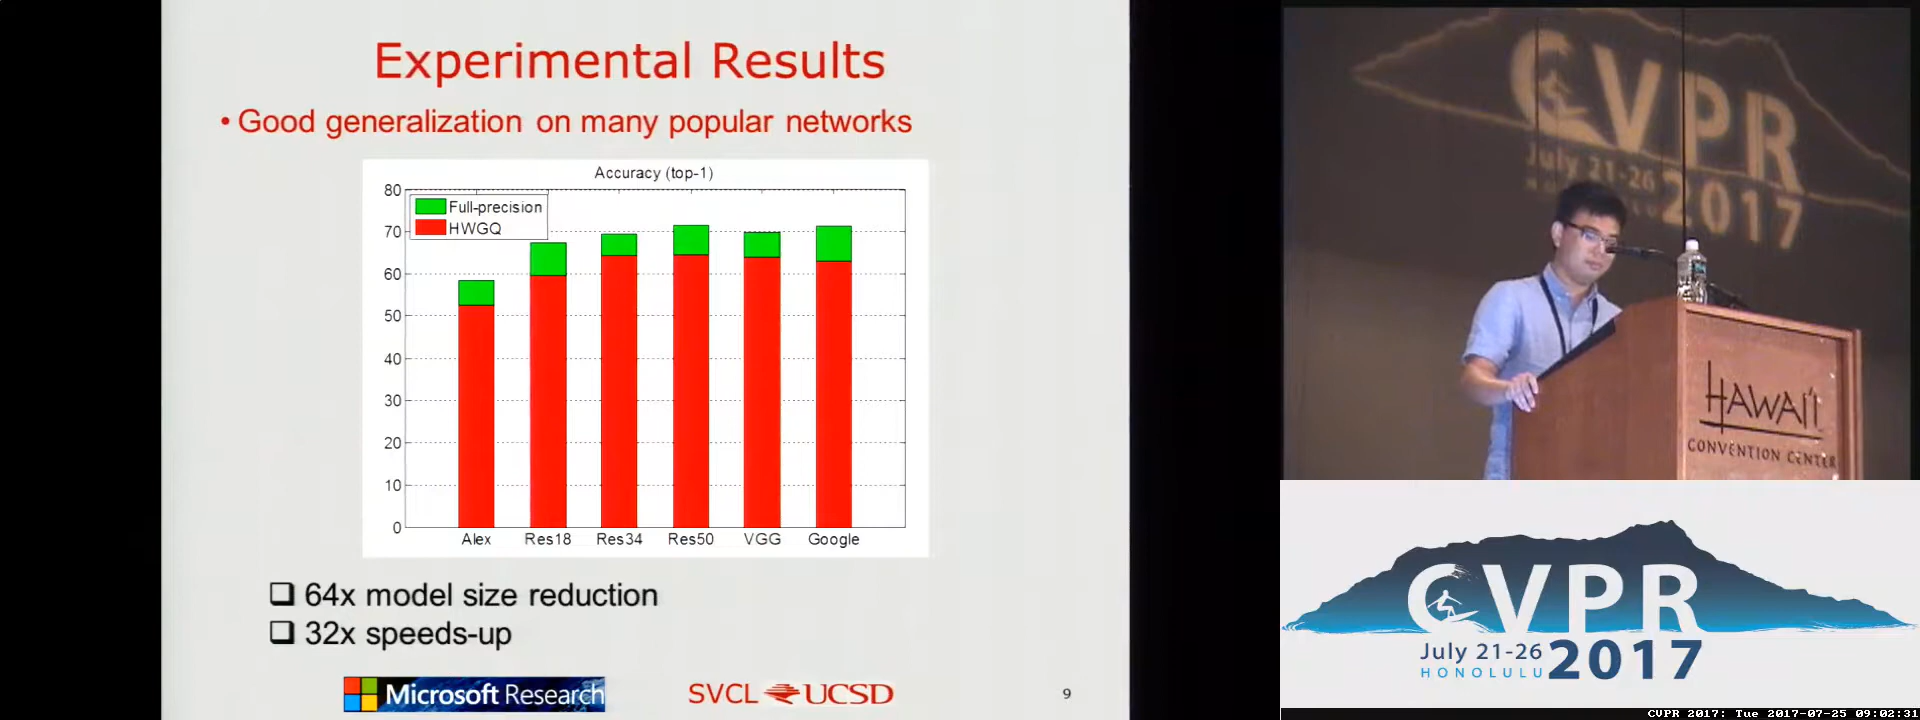 Experimental Results
• Good generalization on many popular networks
Accuracy (top-1)
80
70
60
50
40
30
20
10
0
Full-precision
HWGQ
Alex Res18 Res34 Res50 VGG Google
❑ 64x model size reduction
❑ 32x speeds-up
Microsoft Research
SVCL UCSD
9
CVPR
July 21-26
2017
HAWAI'I
CONVENTION CENTER
CVPR
July 21-26
HONOLULU
2017
CVPR 2017: Tue 2017-07-25 09:02:31